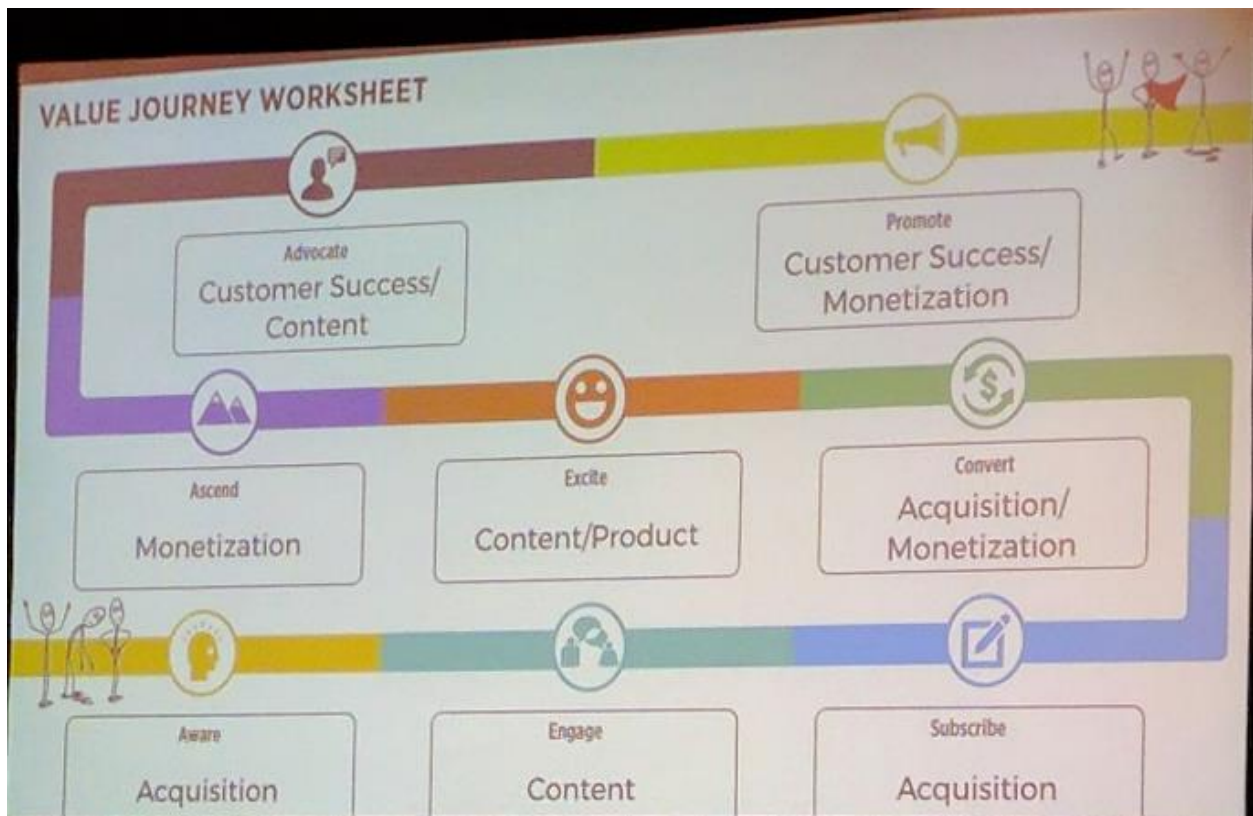 VALUE JOURNEY WORKSHEET
Advocate
Customer Success/
Content
Promote
Customer Success/
Monetization
Ascend
Monetization
Excite
Content/Product
Convert
Acquisition/
Monetization
Aware
Acquisition
Engage
Content
Subscribe
Acquisition
$